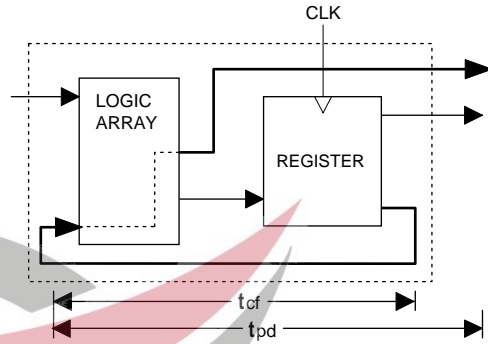 CLK
LOGIC
ARRAY
REGISTER
tcf
tpd